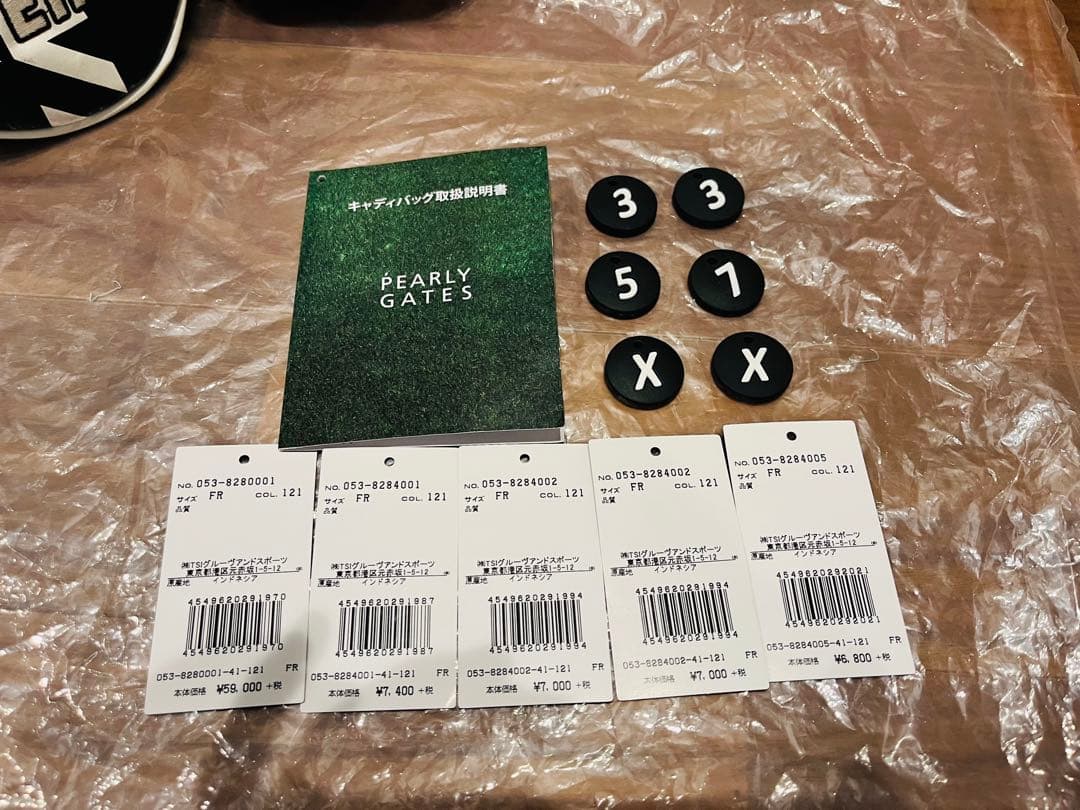 キャディバッグ取扱説明書
PEARLY
GATES
3
3
5
7
X
X
NO. 053-8280001
サイズ FR COL. 121
品質
㈱TSIグルーヴアンドスポーツ
東京都港区元赤坂1-5-12
原産地 インドネシア
4549620291970
4549620291970
053-8280001-41-121 FR
本体価格 ¥59,000 +税
NO. 053-8284001
サイズ FR COL. 121
品質
㈱TSIグルーヴアンドスポーツ
東京都港区元赤坂1-5-12
原産地 インドネシア
4549620291987
4549620291987
053-8284001-41-121 FR
本体価格 ¥7,400 +税
NO. 053-8284002
サイズ FR COL. 121
品質
㈱TSIグルーヴアンドスポーツ
東京都港区元赤坂1-5-12
原産地 インドネシア
4549620291994
4549620291994
053-8284002-41-121 FR
本体価格 ¥7,000 +税
NO. 053-8284002
サイズ FR COL. 121
品質
㈱TSIグルーヴアンドスポーツ
東京都港区元赤坂1-5-12
原産地 インドネシア
4549620291994
4549620291994
053-8284002-41-121 FR
本体価格 ¥7,000 +税
NO. 053-8284005
サイズ FR COL. 121
品質
㈱TSIグルーヴアンドスポーツ
東京都港区元赤坂1-5-12
原産地 インドネシア
4549620292021
4549620292021
053-8284005-41-121 FR
本体価格 ¥6,800 +税